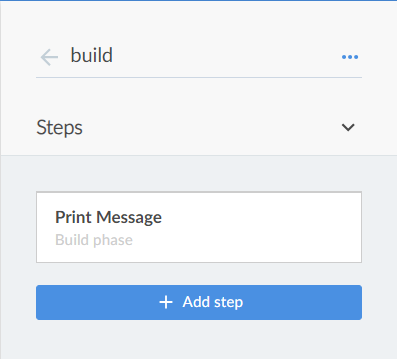 build
Steps
Print Message
Build phase
Add step